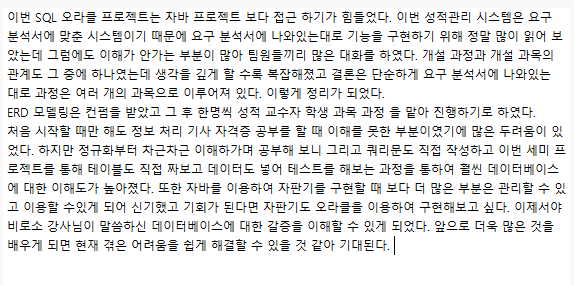 이번 SQL 오라클 프로젝트는 자바 프로젝트 보다 접근 하기가 힘들었다. 이번 성적관리 시스템은 요구
분석서에 맞춘 시스템이기 때문에 요구 분석서에 나와있는대로 기능을 구현하기 위해 정말 많이 읽어 보
았는데 그럼에도 이해가 안가는 부분이 많아 팀원들끼리 많은 대화를 하였다. 개설 과정과 개설 과목의
관계도 그 중에 하나였는데 생각을 깊게 할 수록 복잡해졌고 결론은 단순하게 요구 분석서에 나와있는
대로 과정은 여러 개의 과목으로 이루어져 있다. 이렇게 정리가 되었다.
ERD 모델링은 컨펌을 받았고 그 후 한명씩 성적 교수자 학생 과목 과정 을 맡아 진행하기로 하였다.
처음 시작할 때만 해도 정보 처리 기사 자격증 공부를 할 때 이해를 못한 부분이였기에 많은 두려움이 있
었다. 하지만 정규화부터 차근차근 이해하가며 공부해 보니 그리고 쿼리문도 직접 작성하고 이번 세미 프
로젝트를 통해 테이블도 직접 짜보고 데이터도 넣어 테스트를 해보는 과정을 통하여 훨씬 데이터베이스
에 대한 이해도가 높아졌다. 또한 자바를 이용하여 자판기를 구현할 때 보다 더 많은 부분은 관리할 수 있
고 이용할 수있게 되어 신기했고 기회가 된다면 자판기도 오라클을 이용하여 구현해보고 싶다. 이제서야
비로소 강사님이 말씀하신 데이터베이스에 대한 갈증을 이해할 수 있게 되었다. 앞으로 더욱 많은 것을
배우게 되면 현재 겪은 어려움을 쉽게 해결할 수 있을 것 같아 기대된다.